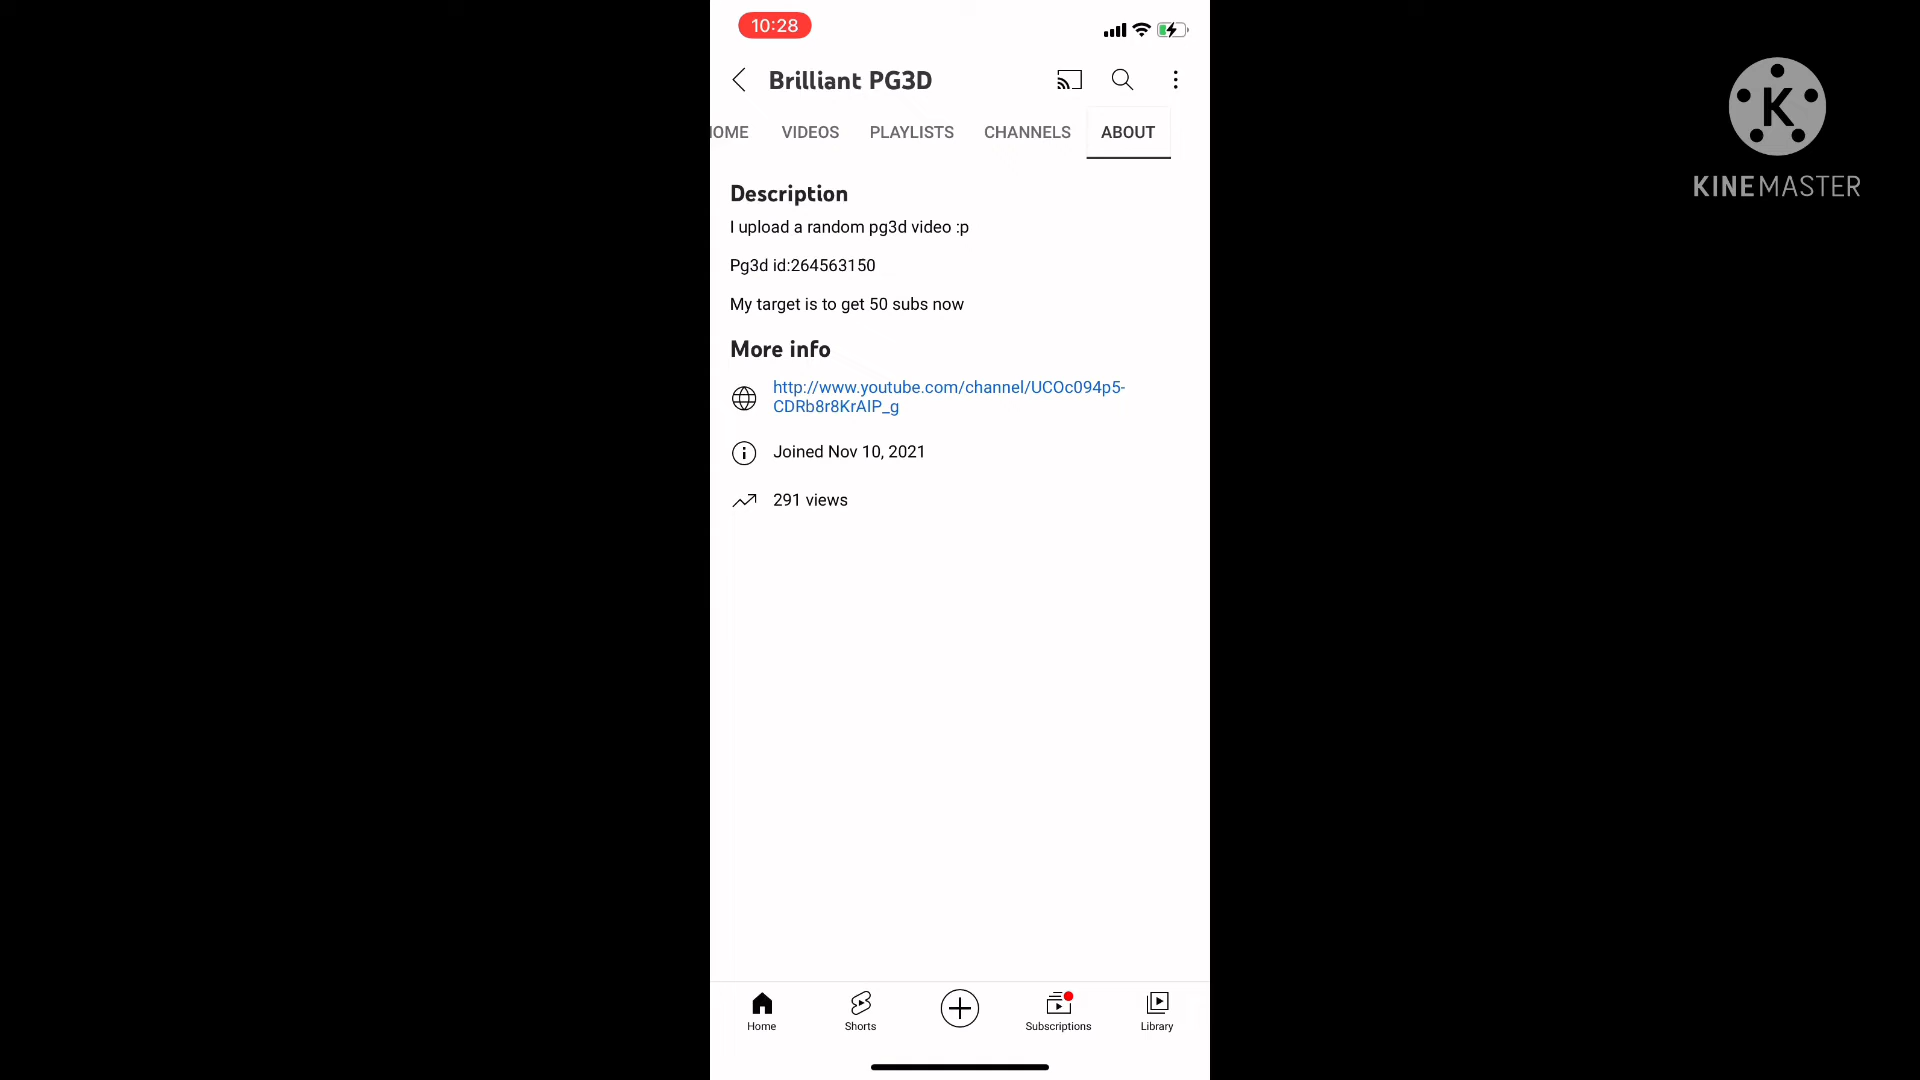 10:28
Brilliant PG3D
K
KINEMASTER
OME VIDEOS PLAYLISTS CHANNELS ABOUT
Description
I upload a random pg3d video :p
Pg3d id:264563150
My target is to get 50 subs now
More info
http://www.youtube.com/channel/UCOc094p5-
CDRb8r8KrAIP_g
Joined Nov 10, 2021
291 views
Home Shorts Subscriptions Library